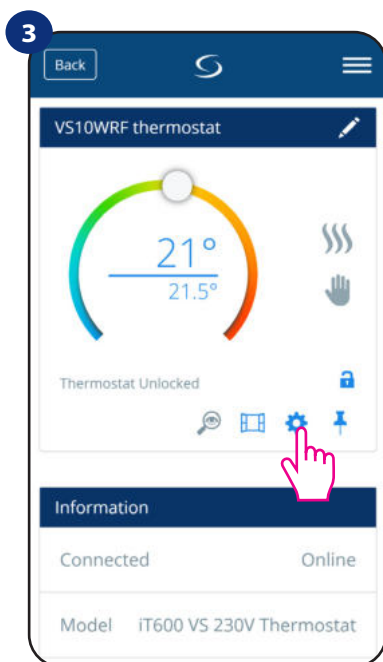 3
Back
VS10WRF thermostat
21°
21.5°
Thermostat Unlocked
Information
Connected Online
Model iT600 VS 230V Thermostat